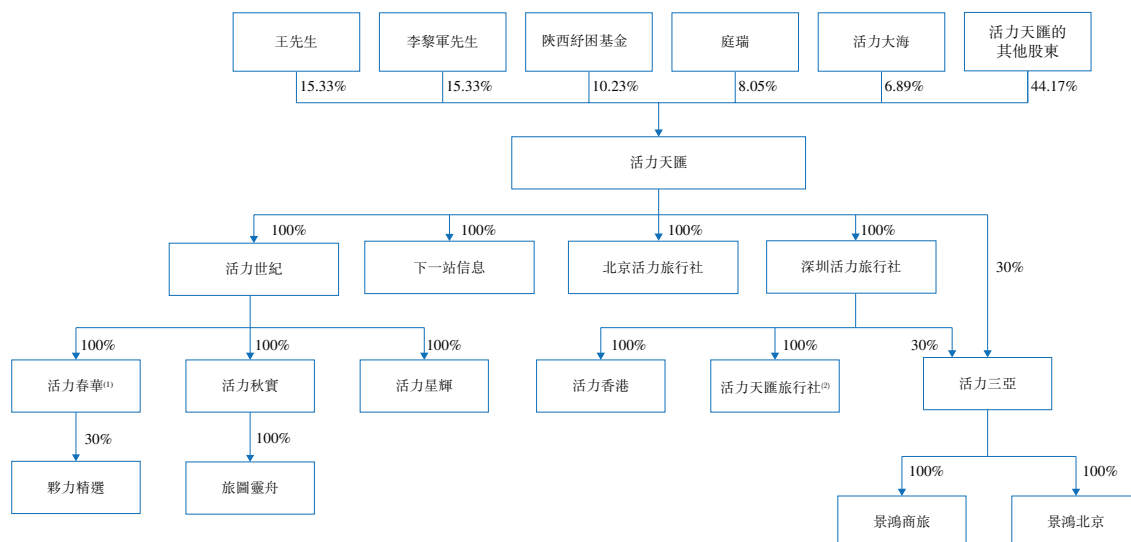 王先生
李黎軍先生
陝西紓困基金
庭瑞
活力大海
活力天匯的
其他股東
15.33%
15.33%
10.23%
8.05%
6.89%
44.17%
活力天匯
100%
100%
100%
100%
30%
活力世紀
下一站信息
北京活力旅行社
深圳活力旅行社
100%
100%
100%
100%
100%
30%
活力春華(1)
活力秋實
活力星輝
活力香港
活力天匯旅行社(2)
活力三亞
30%
100%
100%
100%
夥力精選
旅圖靈舟
景鴻商旅
景鴻北京